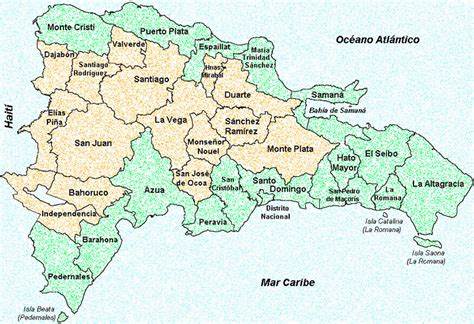 Monte Cristi
Puerto Plata
Océano Atlántico
Valverde
Espaillat
María
Trinidad
Sánchez
Dajabón
Santiago
Rodríguez
Hnas
Mirabal
Santiago
Duarte
Samaná
Bahía de Samaná
Haití
Elías
Piña
La Vega
Sánchez
Ramírez
San Juan
Monseñor
Nouel
Monte Plata
Hato
Mayor
El Seibo
Bahoruco
Azua
San José
de Ocoa
San
Cristóbal
Santo
Domingo
San Pedro
de Macorís
La
Romana
La Altagracia
Independencia
Peravia
Distrito
Nacional
Isla Catalina
(La Romana)
Barahona
Isla Saona
(La Romana)
Pedernales
Mar Caribe
Isla Beata
(Pedernales)